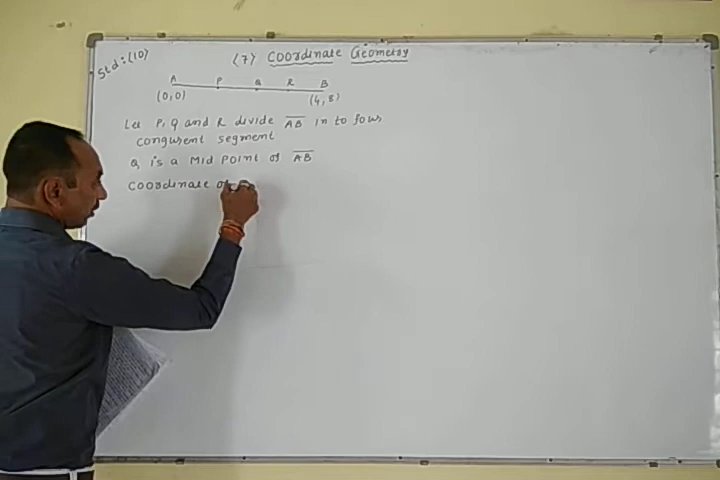 Std: (10)
(7) Coordinate Geometry
A P Q R B
(0,0) (4,8)
Let P, Q and R divide AB in to four
congruent segment
Q is a Mid Point of AB
Coordinate of